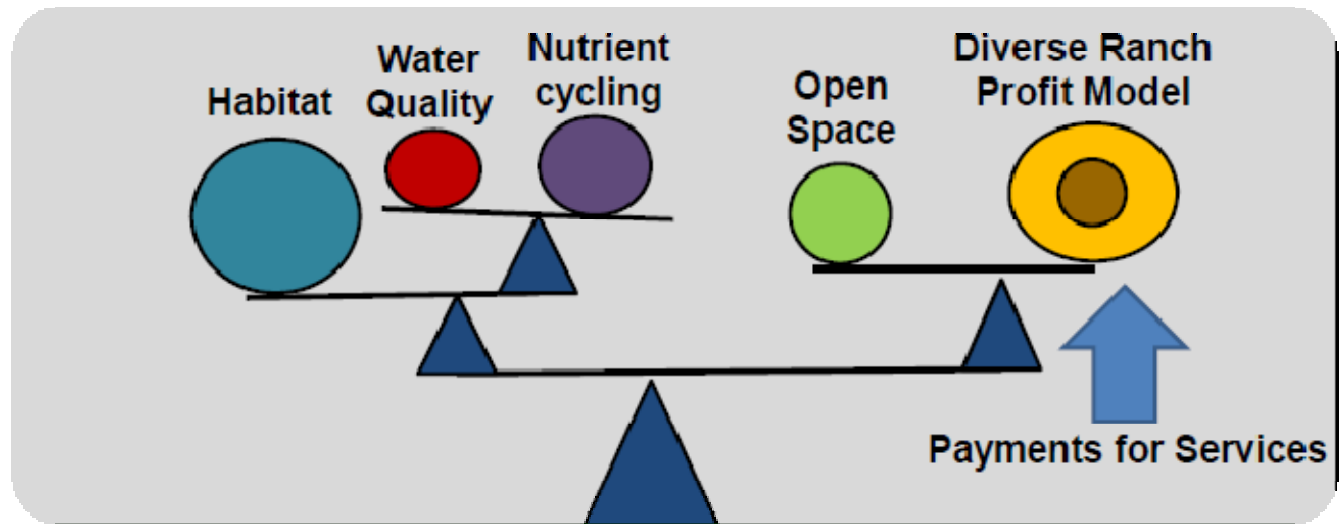 Habitat
Water
Quality
Nutrient
cycling
Open
Space
Diverse Ranch
Profit Model
Payments for Services